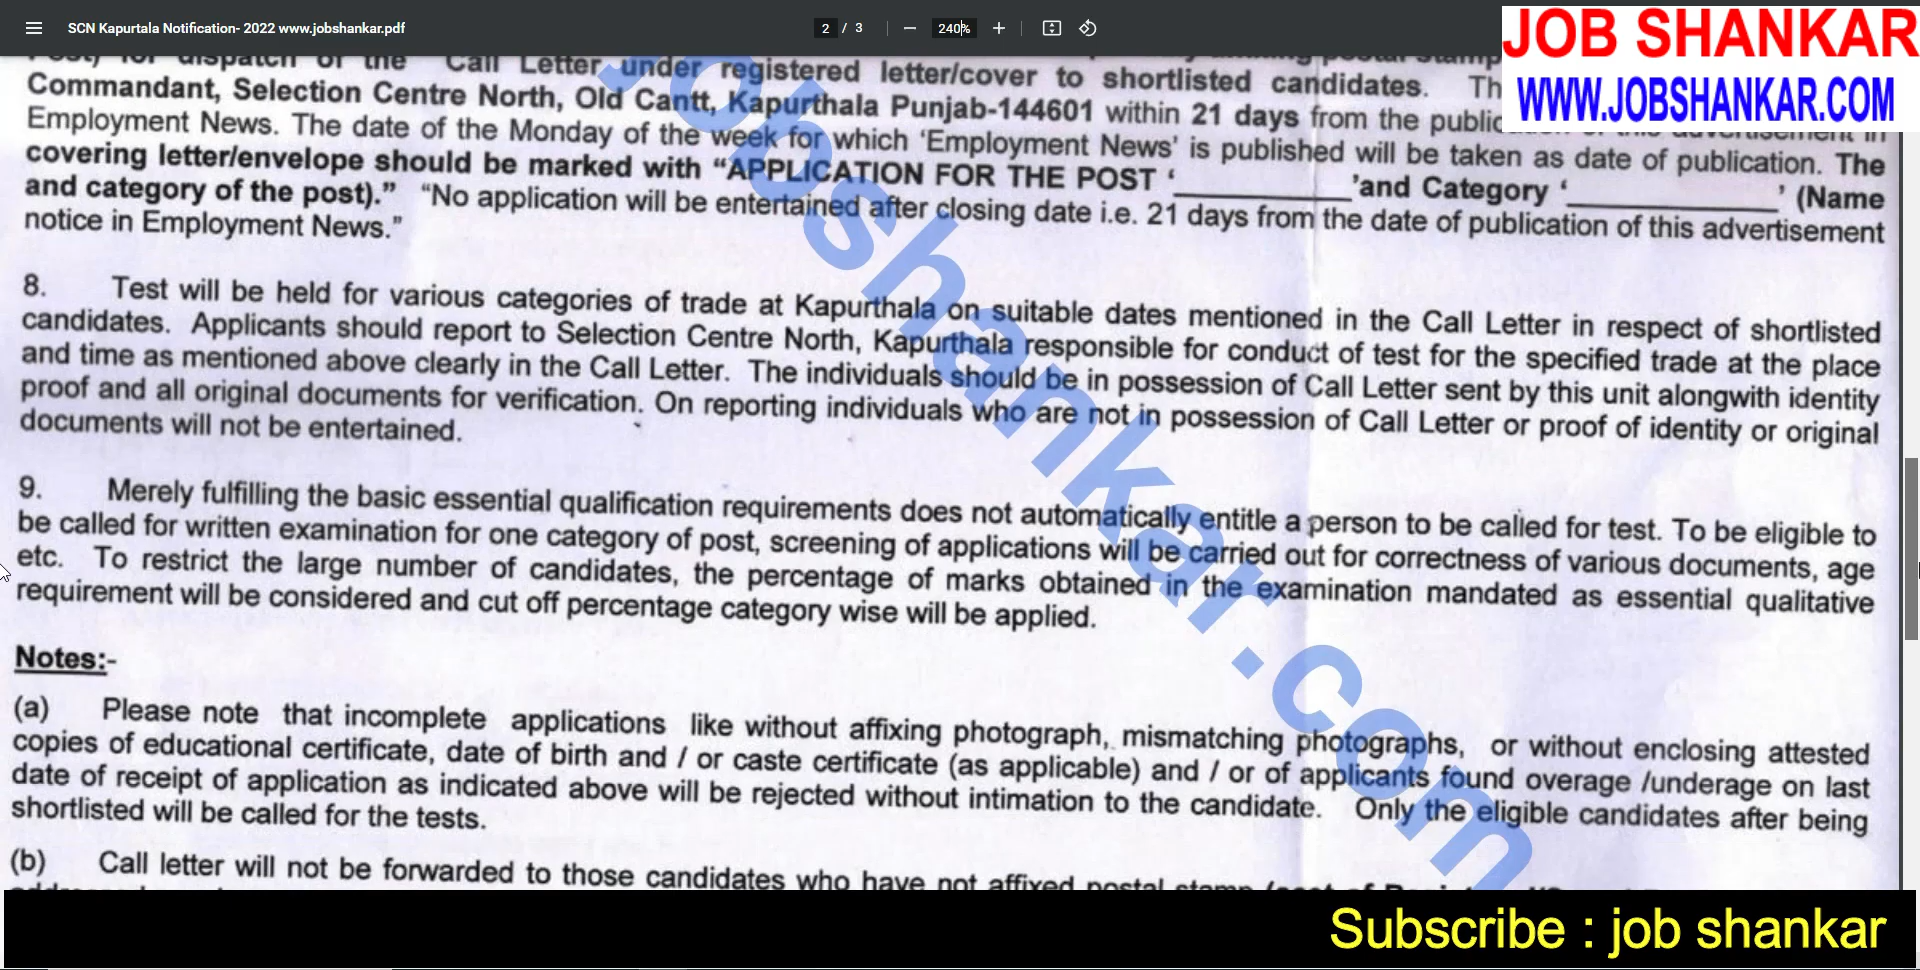 SCN Kapurtala Notification- 2022 www.jobshankar.pdf
2 / 3
240%
JOB SHANKAR
WWW.JOBSHANKAR.COM
dispatch of the "Call Letter under registered letter/cover to shortlisted candidates. Th
Commandant, Selection Centre North, Old Cantt, Kapurthala Punjab-144601 within 21 days from the public
Employment News. The date of the Monday of the week for which ‘Employment News’ is published will be taken as date of publication. The
covering letter/envelope should be marked with “APPLICATION FOR THE POST ‘____________’and Category ‘______________’ (Name
and category of the post).” “No application will be entertained after closing date i.e. 21 days from the date of publication of this advertisement
notice in Employment News.”
8. Test will be held for various categories of trade at Kapurthala on suitable dates mentioned in the Call Letter in respect of shortlisted
candidates. Applicants should report to Selection Centre North, Kapurthala responsible for conduct of test for the specified trade at the place
and time as mentioned above clearly in the Call Letter. The individuals should be in possession of Call Letter sent by this unit alongwith identity
proof and all original documents for verification. On reporting individuals who are not in possession of Call Letter or proof of identity or original
documents will not be entertained.
9. Merely fulfilling the basic essential qualification requirements does not automatically entitle a person to be called for test. To be eligible to
be called for written examination for one category of post, screening of applications will be carried out for correctness of various documents, age
etc. To restrict the large number of candidates, the percentage of marks obtained in the examination mandated as essential qualitative
requirement will be considered and cut off percentage category wise will be applied.
Notes:-
(a) Please note that incomplete applications like without affixing photograph, mismatching photographs, or without enclosing attested
copies of educational certificate, date of birth and / or caste certificate (as applicable) and / or of applicants found overage /underage on last
date of receipt of application as indicated above will be rejected without intimation to the candidate. Only the eligible candidates after being
shortlisted will be called for the tests.
(b) Call letter will not be forwarded to those candidates who have not affixed postal stamp
jobshankar.com
Subscribe : job shankar